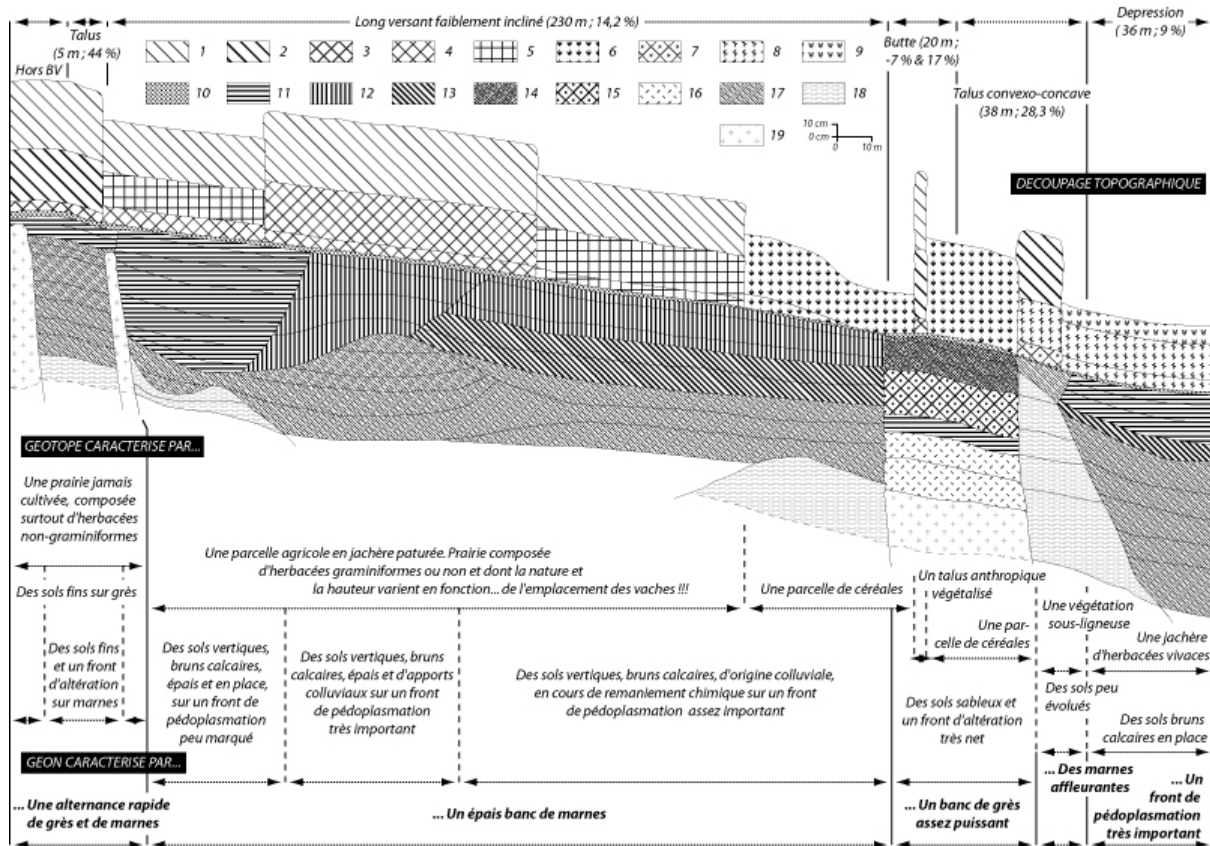 Long versant faiblement incliné (230 m ; 14,2 %)
Depression
(36 m ; 9 %)
Talus
(5 m ; 44 %)
Hors BV
Butte (20 m ;
-7 % & 17 %)
Talus convexo-concave
(38 m ; 28,3 %)
1 2 3 4 5 6 7 8 9
10 11 12 13 14 15 16 17 18
19
10 cm
0 cm
0 10 m
DECOUPAGE TOPOGRAPHIQUE
GEOTOPE CARACTERISE PAR...
Une prairie jamais
cultivée, composée
surtout d'herbacées
non-graminiformes
Une parcelle agricole en jachère paturée. Prairie composée
d'herbacées graminiformes ou non et dont la nature et
la hauteur varient en fonction... de l'emplacement des vaches !!!
Une parcelle de céréales
Un talus anthropique
végétalisé
Une par-
celle de céréales
Une végétation
sous-ligneuse
Une jachère
d'herbacées vivaces
Des sols fins sur grès
Des sols fins
et un front
d'altération
sur marnes
Des sols vertiques,
bruns calcaires,
épais et en place,
sur un front de
pédoplasmation
peu marqué
Des sols vertiques, bruns
calcaires, épais et d'apports
colluviaux sur un front
de pédoplasmation
très important
Des sols vertiques, bruns calcaires, d'origine colluviale,
en cours de remaniement chimique sur un front
de pédoplasmation assez important
Des sols sableux et
un front d'altération
très net
Des sols peu
évolués
Des sols bruns
calcaires en place
GEON CARACTERISE PAR...
... Une alternance rapide
de grès et de marnes
... Un épais banc de marnes
... Un banc de grès
assez puissant
... Des marnes
affleurantes
... Un
front de
pédoplasmation
très important